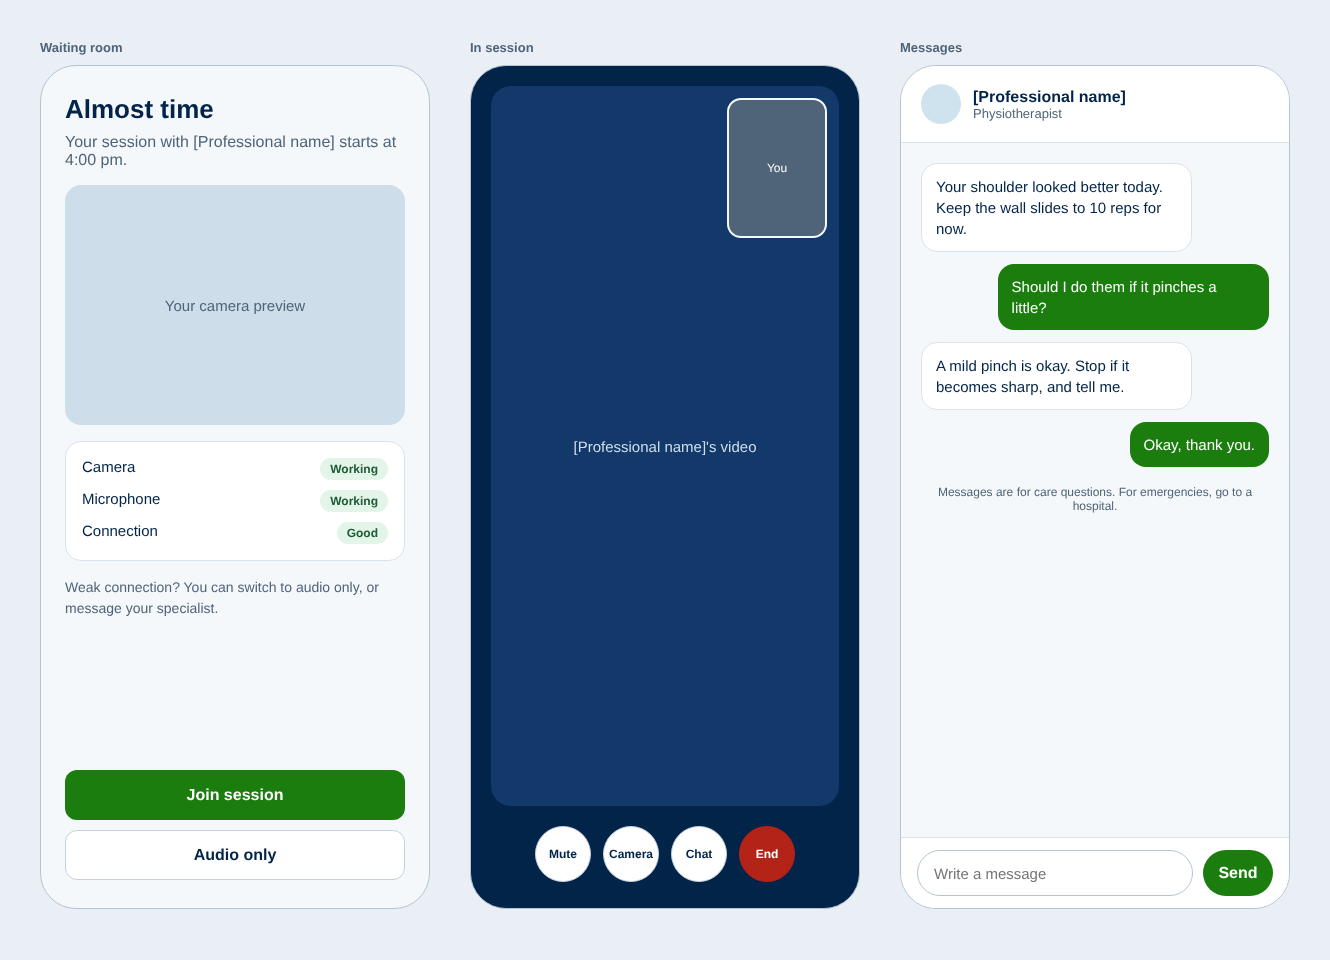 Waiting room
Almost time
Your session with [Professional name] starts at
4:00 pm.
Your camera preview
Camera
Working
Microphone
Working
Connection
Good
Weak connection? You can switch to audio only, or
message your specialist.
Join session
Audio only
In session
You
[Professional name]'s video
Mute
Camera
Chat
End
Messages
[Professional name]
Physiotherapist
Your shoulder looked better today.
Keep the wall slides to 10 reps for
now.
Should I do them if it pinches a
little?
A mild pinch is okay. Stop if it
becomes sharp, and tell me.
Okay, thank you.
Messages are for care questions. For emergencies, go to a
hospital.
Write a message
Send